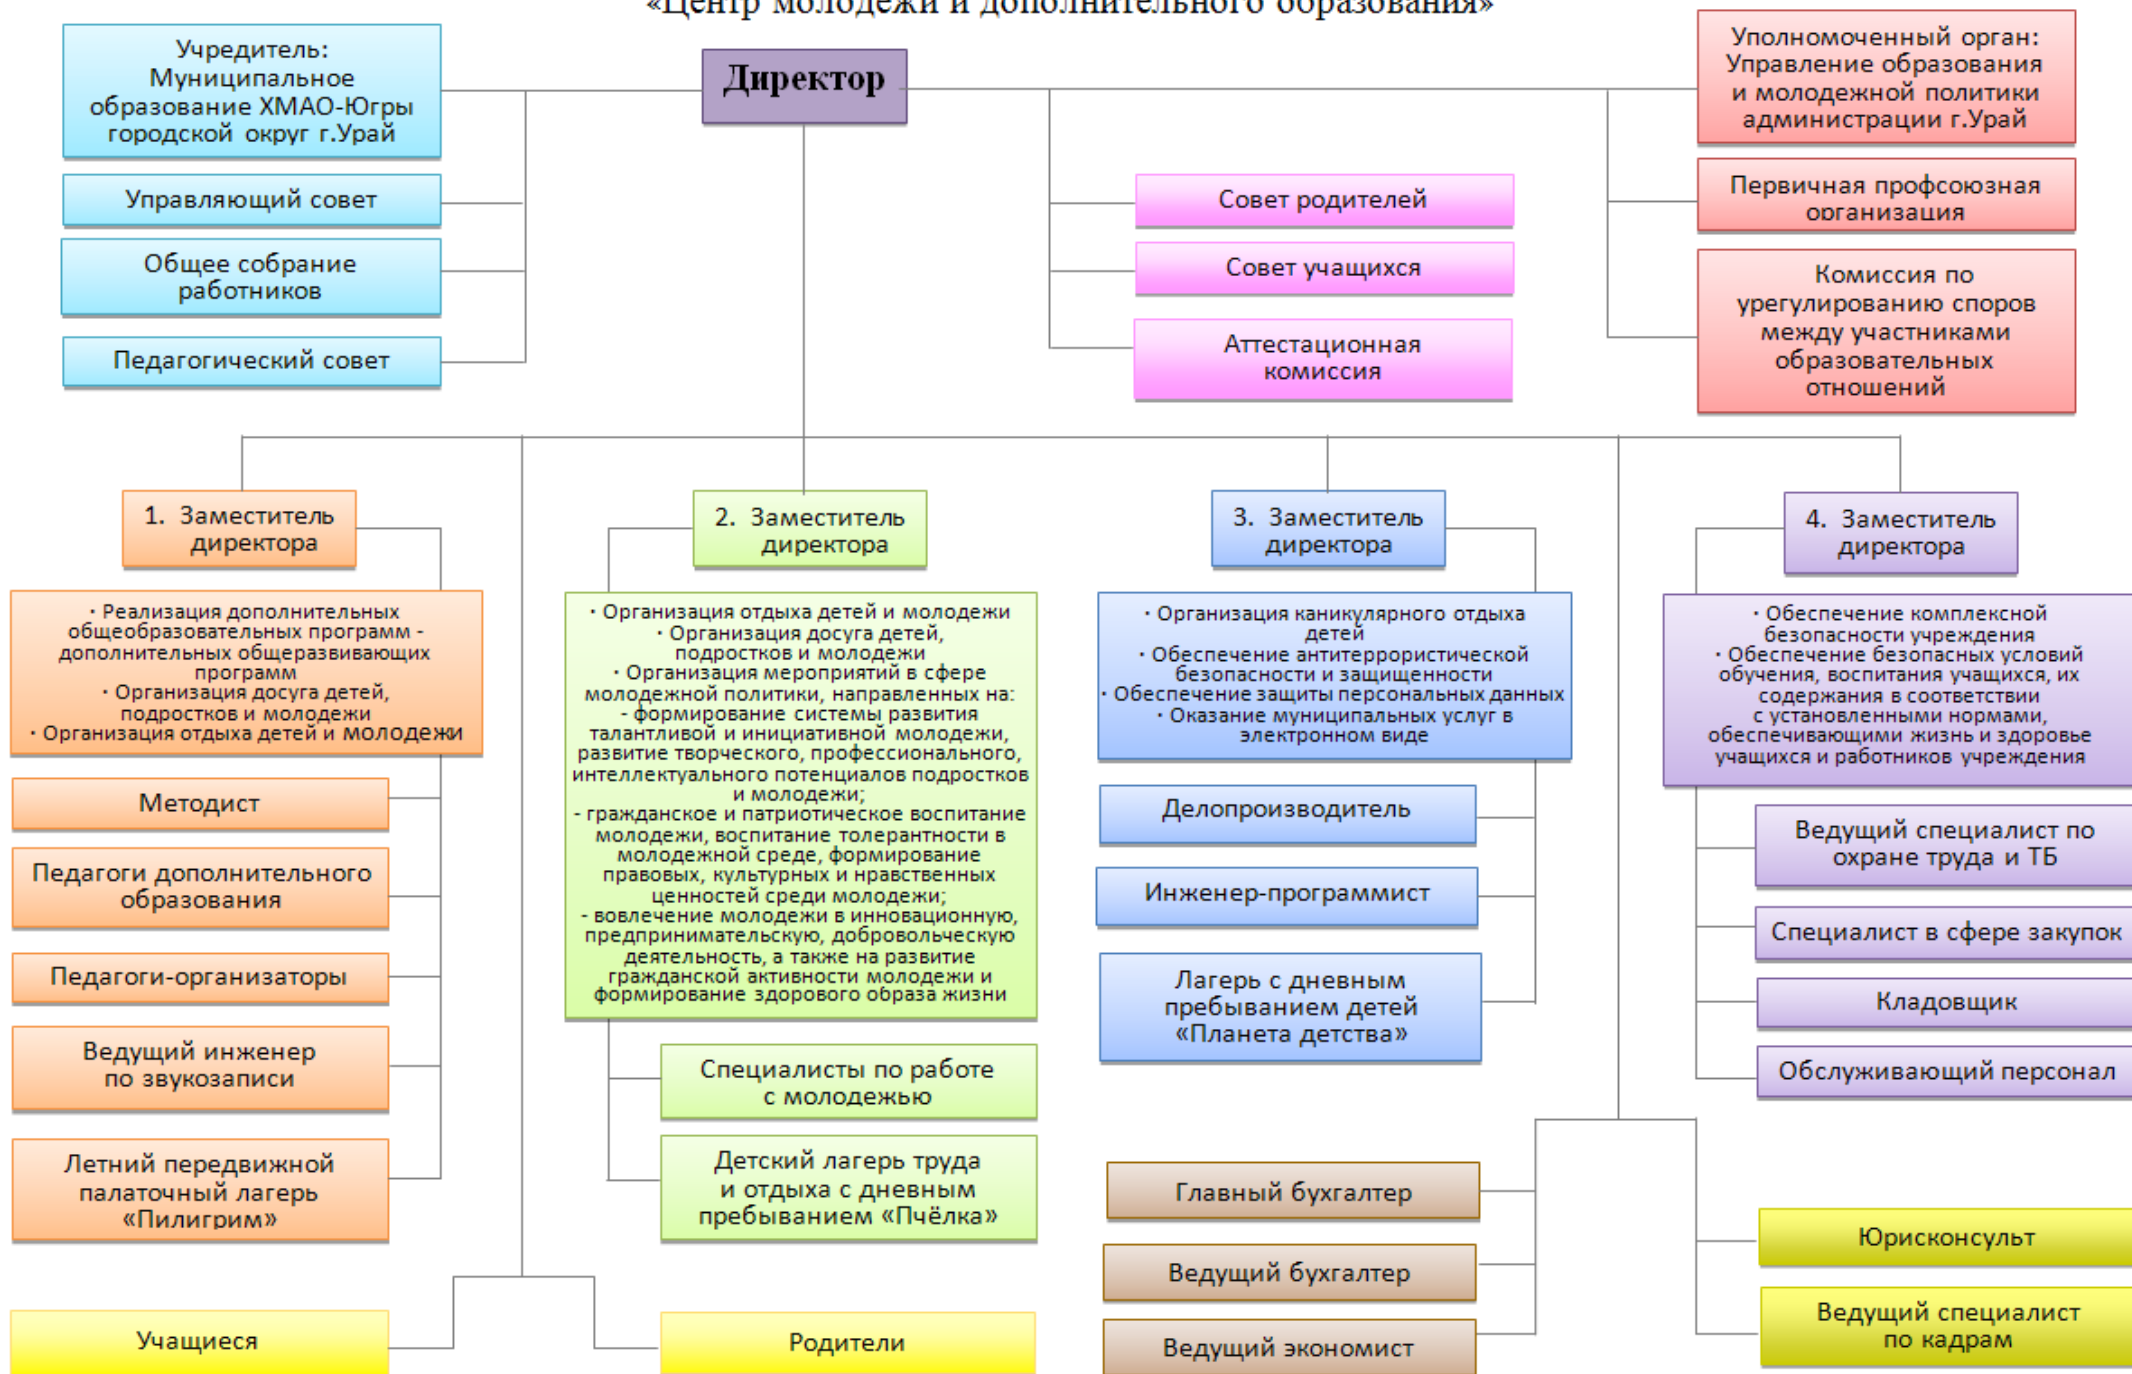 «Центр молодежи и дополнительного образования»
Учредитель:
Муниципальное
образование ХМАО-Югры
городской округ г.Урай
Директор
Уполномоченный орган:
Управление образования
и молодежной политики
администрации г.Урай
Управляющий совет
Общее собрание
работников
Педагогический совет
Совет родителей
Совет учащихся
Аттестационная
комиссия
Первичная профсоюзная
организация
Комиссия по
урегулированию споров
между участниками
образовательных
отношений
1. Заместитель
директора
· Реализация дополнительных
общеобразовательных программ -
дополнительных общеразвивающих
программ
· Организация досуга детей,
подростков и молодежи
· Организация отдыха детей и молодежи
Методист
Педагоги дополнительного
образования
Педагоги-организаторы
Ведущий инженер
по звукозаписи
Летний передвижной
палаточный лагерь
«Пилигрим»
2. Заместитель
директора
· Организация отдыха детей и молодежи
· Организация досуга детей,
подростков и молодежи
· Организация мероприятий в сфере
молодежной политики, направленных на:
- формирование системы развития
талантливой и инициативной молодежи,
развитие творческого, профессионального,
интеллектуального потенциалов подростков
и молодежи;
- гражданское и патриотическое воспитание
молодежи, воспитание толерантности в
молодежной среде, формирование
правовых, культурных и нравственных
ценностей среди молодежи;
- вовлечение молодежи в инновационную,
предпринимательскую, добровольческую
деятельность, а также на развитие
гражданской активности молодежи и
формирование здорового образа жизни
Специалисты по работе
с молодежью
Детский лагерь труда
и отдыха с дневным
пребыванием «Пчёлка»
3. Заместитель
директора
· Организация каникулярного отдыха
детей
· Обеспечение антитеррористической
безопасности и защищенности
· Обеспечение защиты персональных данных
· Оказание муниципальных услуг в
электронном виде
Делопроизводитель
Инженер-программист
Лагерь с дневным
пребыванием детей
«Планета детства»
4. Заместитель
директора
· Обеспечение комплексной
безопасности учреждения
· Обеспечение безопасных условий
обучения, воспитания учащихся, их
содержания в соответствии
с установленными нормами,
обеспечивающими жизнь и здоровье
учащихся и работников учреждения
Ведущий специалист по
охране труда и ТБ
Специалист в сфере закупок
Кладовщик
Обслуживающий персонал
Учащиеся
Родители
Главный бухгалтер
Ведущий бухгалтер
Ведущий экономист
Юрисконсульт
Ведущий специалист
по кадрам